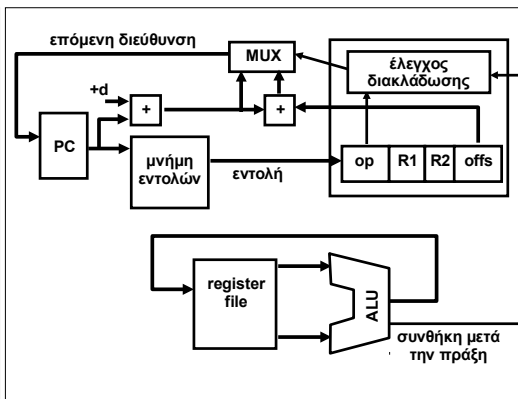 επόμενη διεύθυνση
MUX
έλεγχος
διακλάδωσης
+d
+
+
PC
μνήμη
εντολών
εντολή
op R1 R2 offs
register
file
ALU
συνθήκη μετά
την πράξη